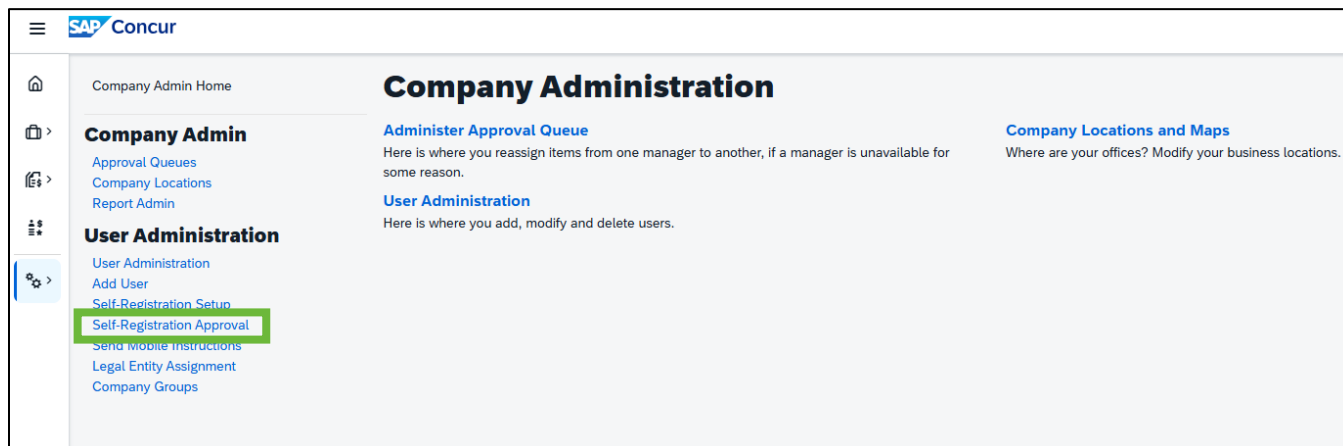 SAP Concur
Company Admin Home
Company Admin
Approval Queues
Company Locations
Report Admin
User Administration
User Administration
Add User
Self-Registration Setup
Self-Registration Approval
Send Mobile Instructions
Legal Entity Assignment
Company Groups
Company Administration
Administer Approval Queue
Here is where you reassign items from one manager to another, if a manager is unavailable for
some reason.
User Administration
Here is where you add, modify and delete users.
Company Locations and Maps
Where are your offices? Modify your business locations.